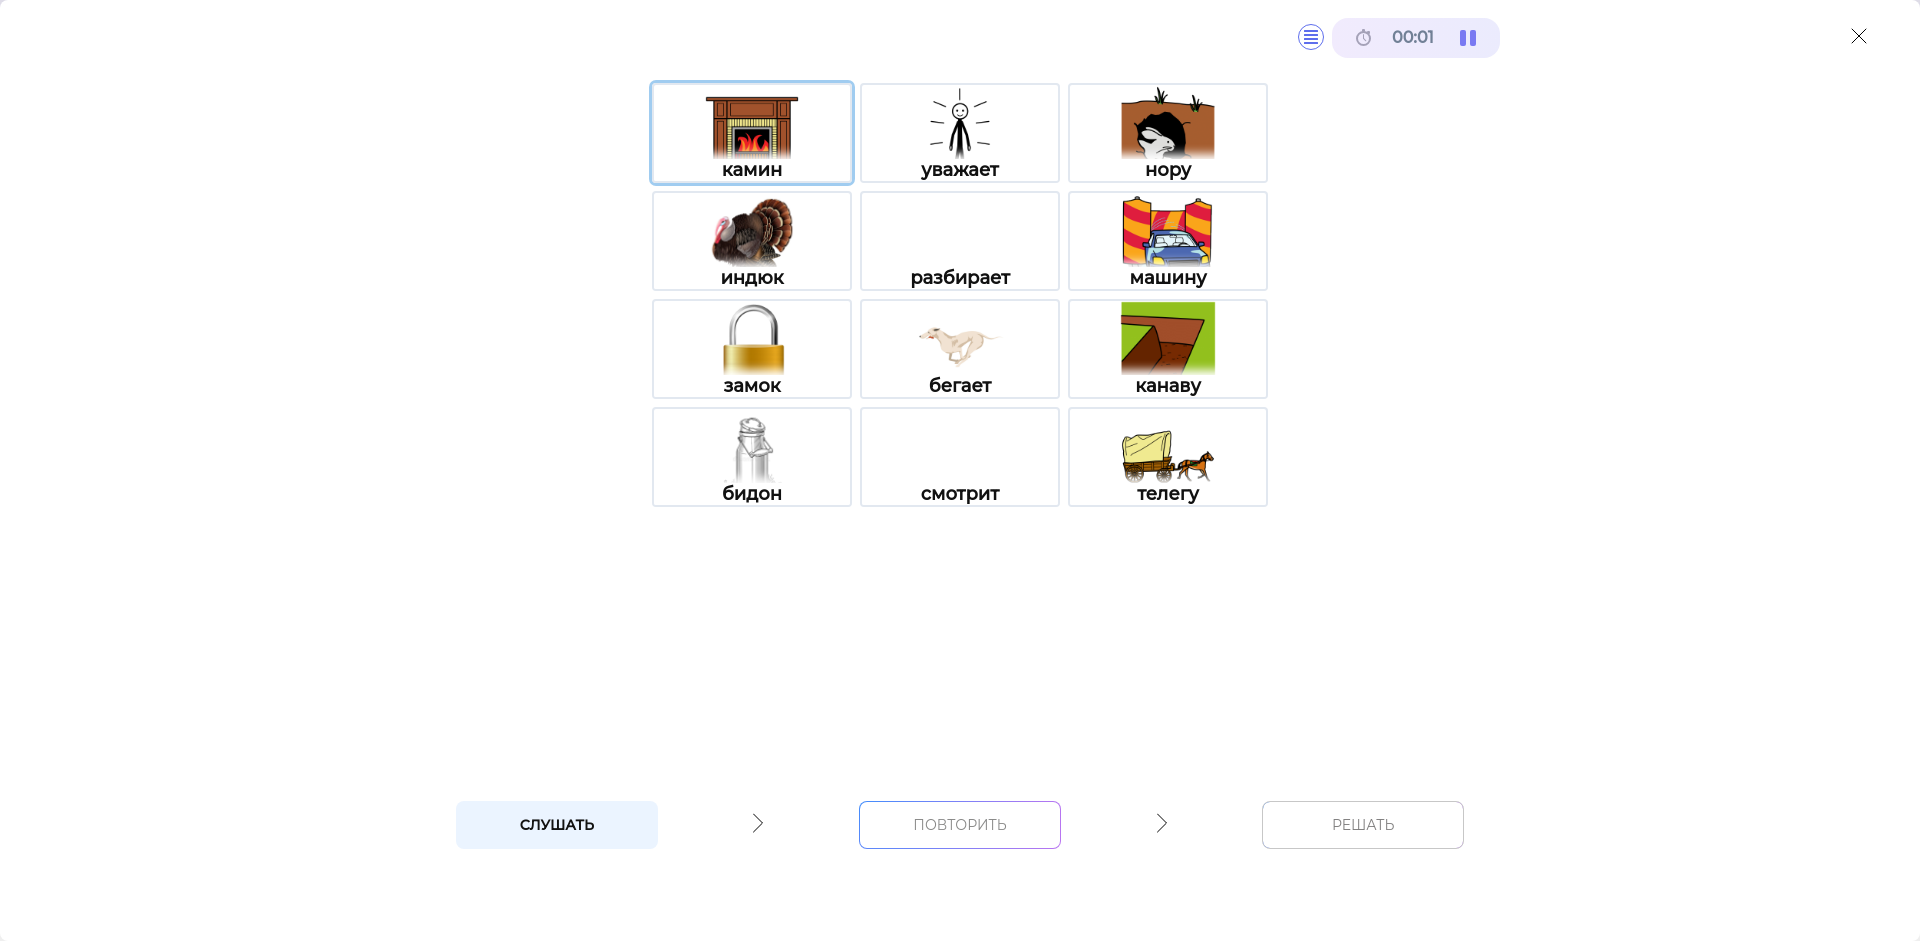 00:01
камин уважает нору
индюк разбирает машину
замок бегает канаву
бидон смотрит телегу
СЛУШАТЬ ПОВТОРИТЬ РЕШАТЬ